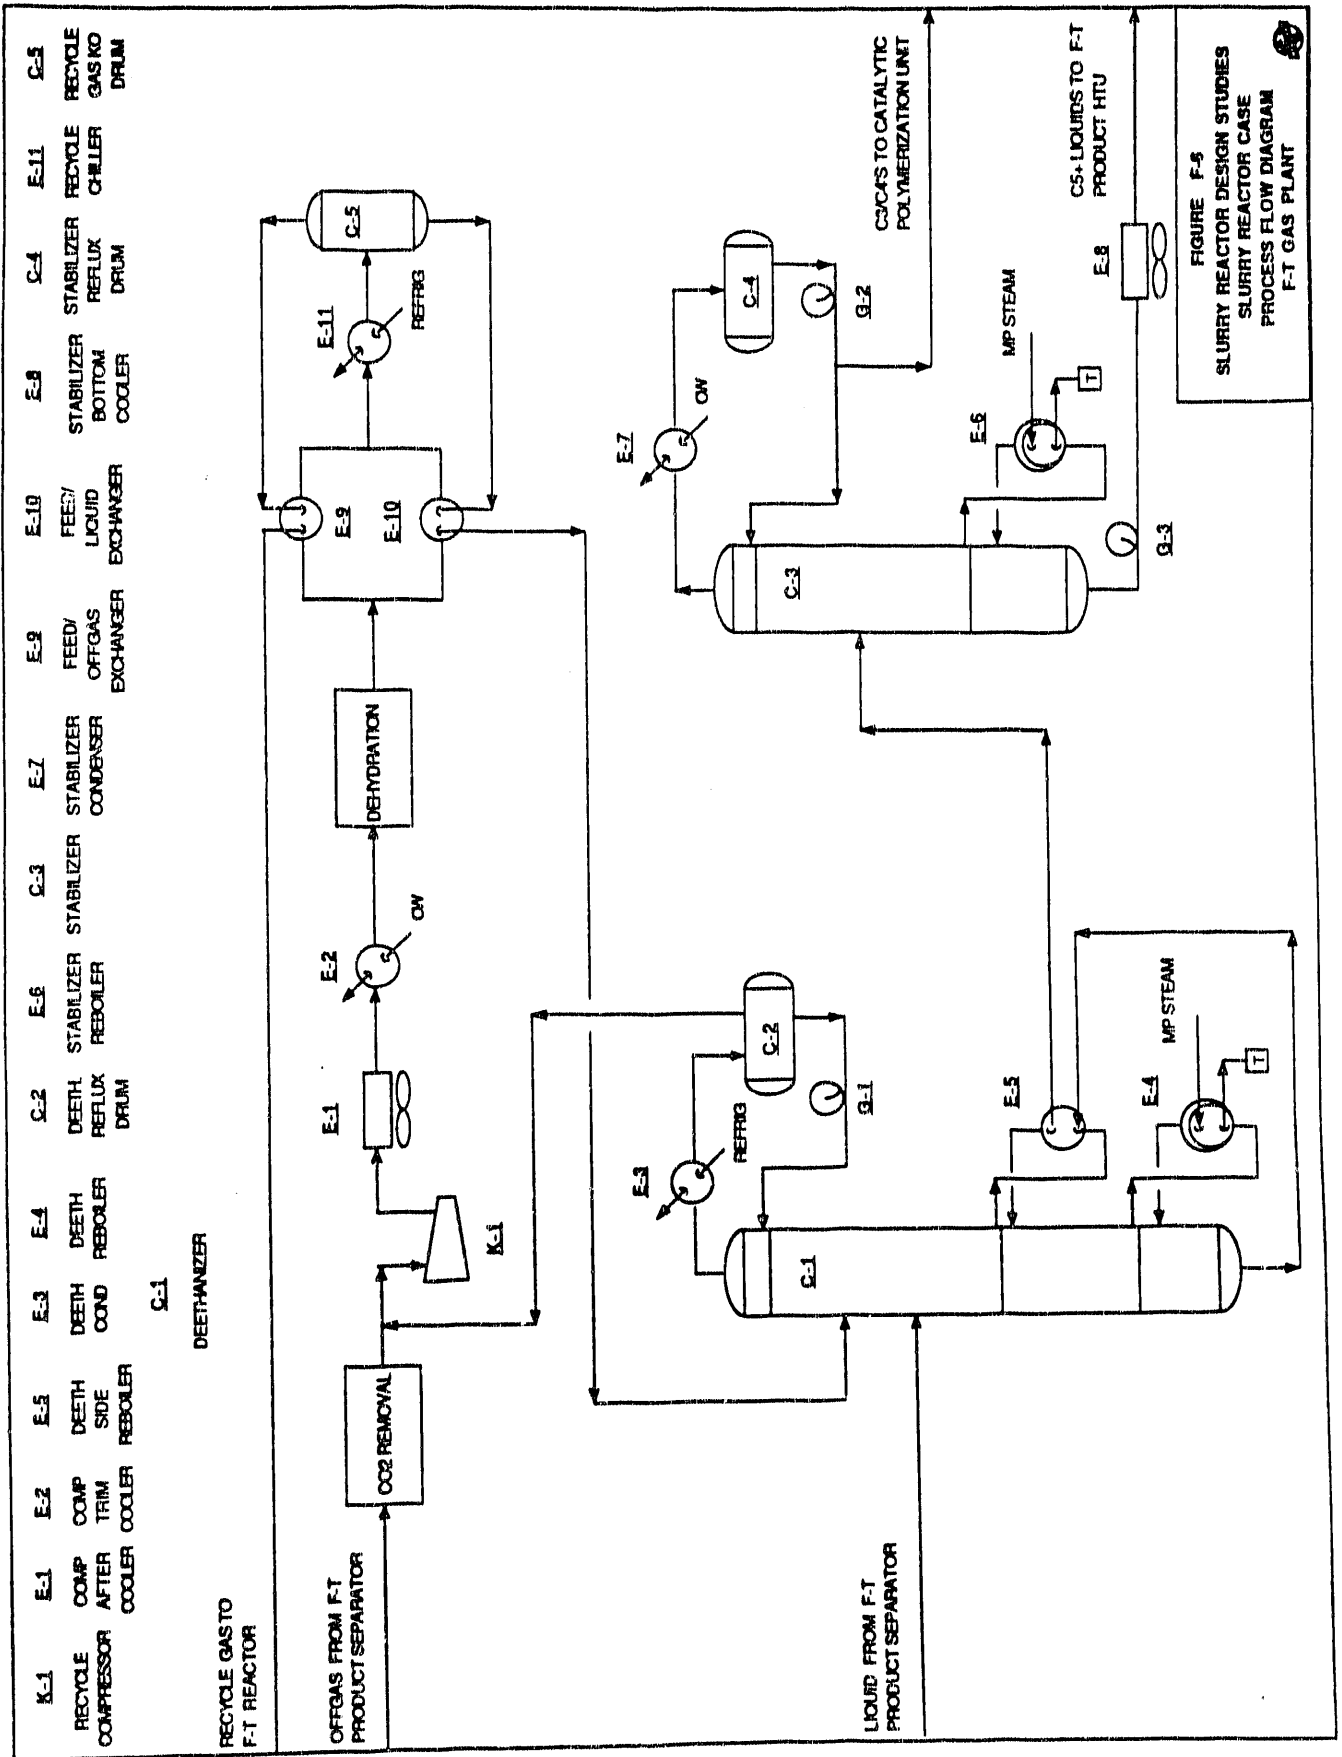 K-1
RECYCLE
COMPRESSOR
E-1
COMP
AFTER
COOLER
E-2
COMP
TRIM
COOLER
E-5
DEETH
SIDE
REBOILER
E-3
DEETH
COND
C-1
DEETHANIZER
E-4
DEETH
REBOILER
C-2
DEETH.
REFLUX
DRUM
E-6
STABILIZER
REBOILER
C-3
STABILIZER
E-7
STABILIZER
CONDENSER
E-9
FEED/
OFFGAS
EXCHANGER
E-10
FEED/
LIQUID
EXCHANGER
E-8
STABILIZER
BOTTOM
COOLER
C-4
STABILIZER
REFLUX
DRUM
E-11
RECYCLE
CHILLER
C-5
RECYCLE
GAS KO
DRUM
RECYCLE GAS TO
F-T REACTOR
OFFGAS FROM F-T
PRODUCT SEPARATOR
CO2 REMOVAL
K-1
E-1
E-2
CW
DEHYDRATION
E-9
E-10
E-11
REFRIG
C-5
LIQUID FROM F-T
PRODUCT SEPARATOR
C-1
E-3
REFRIG
C-2
G-1
E-5
E-4
MP STEAM
T
C-3
E-7
CW
C-4
G-2
E-6
MP STEAM
T
G-3
E-8
C3/C4'S TO CATALYTIC
POLYMERIZATION UNIT
C5+ LIQUIDS TO F-T
PRODUCT HTU
FIGURE F-6
SLURRY REACTOR DESIGN STUDIES
SLURRY REACTOR CASE
PROCESS FLOW DIAGRAM
F-T GAS PLANT